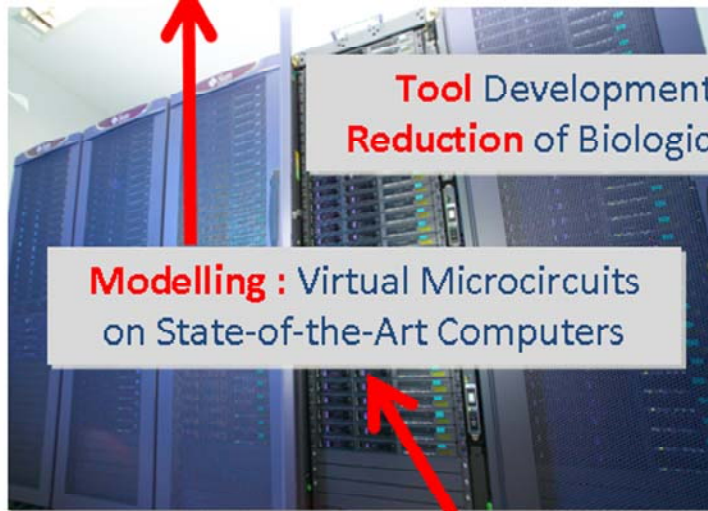 Tool Development
Reduction of Biologic
Modelling : Virtual Microcircuits
on State-of-the-Art Computers